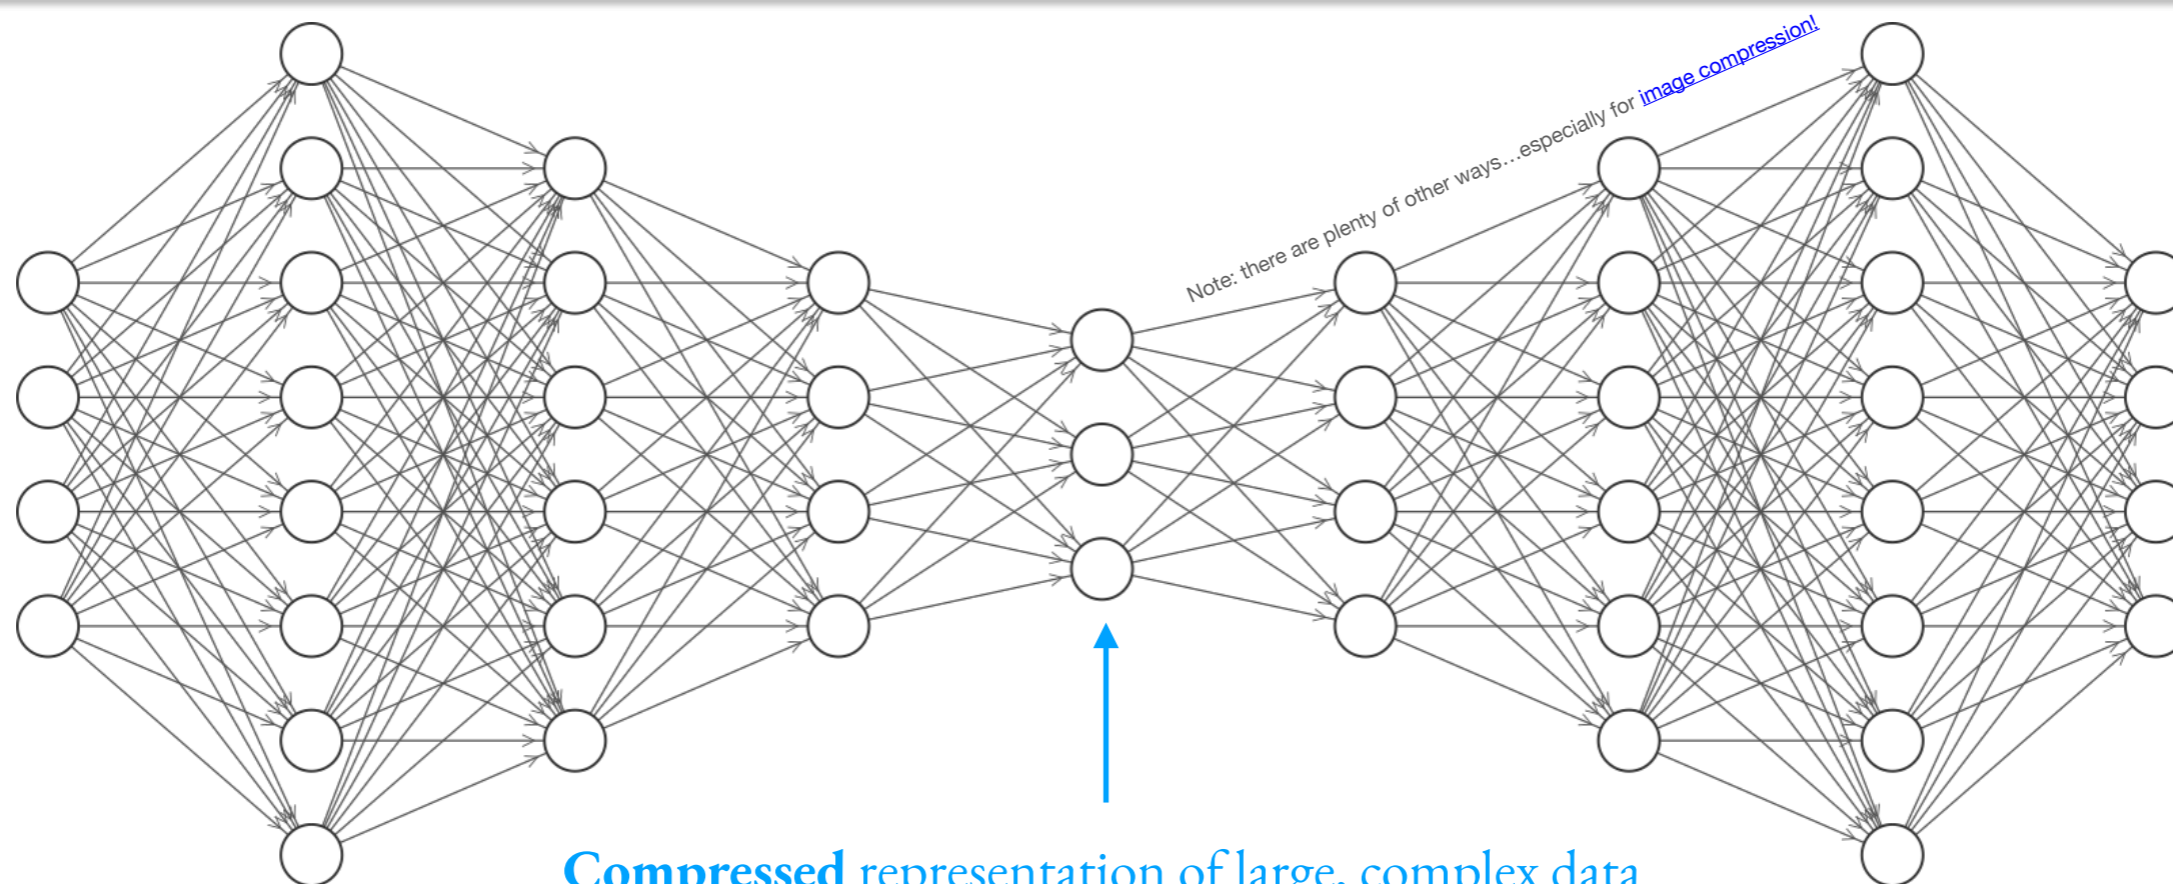 Note: there are plenty of other ways...especially for image compression!
Compressed representation of large, complex data